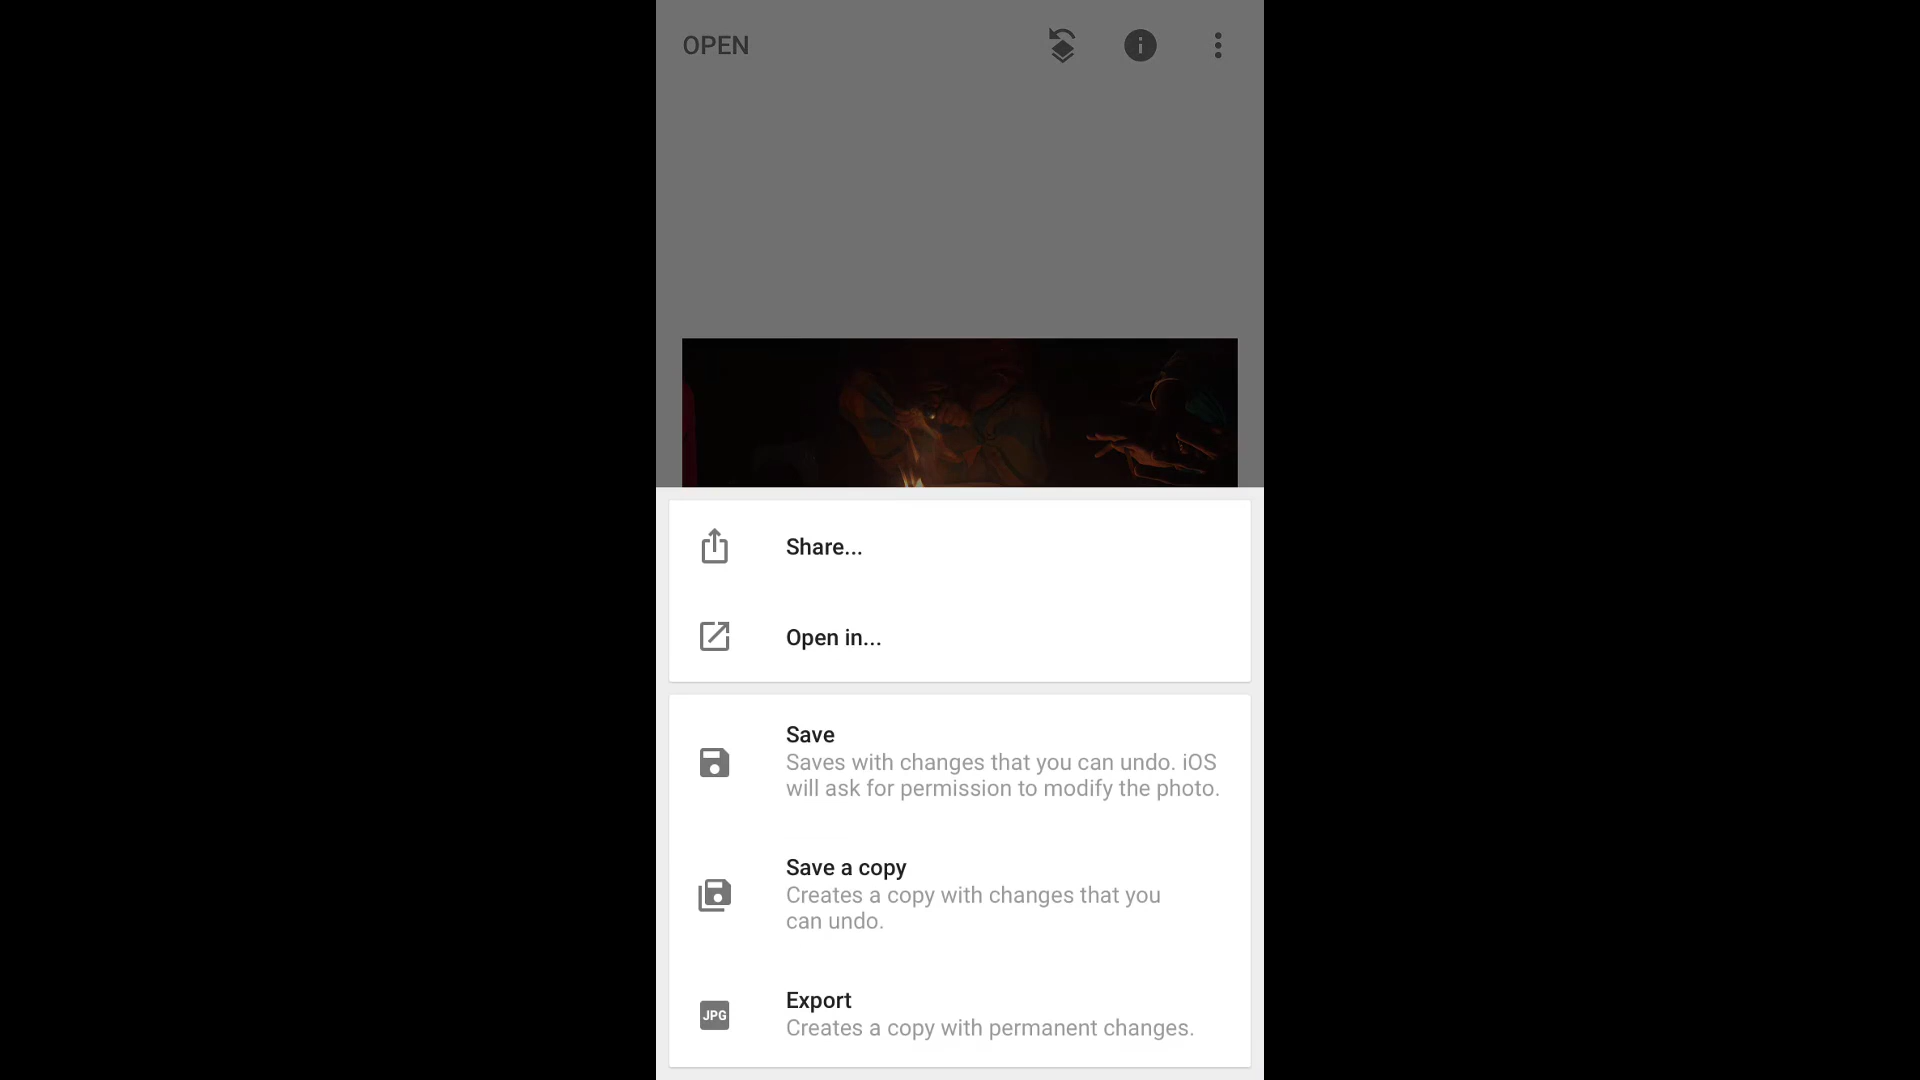 OPEN
Share...
Open in...
Save
Saves with changes that you can undo. iOS
will ask for permission to modify the photo.
Save a copy
Creates a copy with changes that you
can undo.
JPG
Export
Creates a copy with permanent changes.